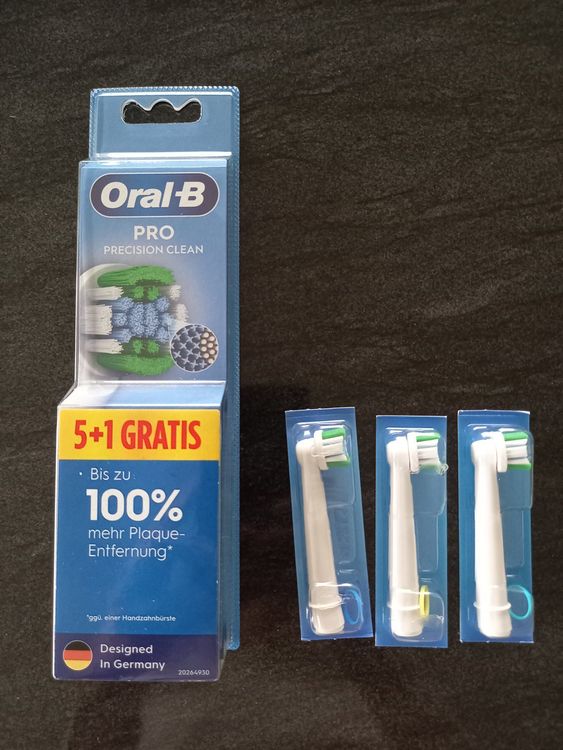 Oral-B
PRO
PRECISION CLEAN
5+1 GRATIS
Bis zu
100%
mehr Plaque-
Entfernung*
*ggü. einer Handzahnbürste
Designed
In Germany
20264930